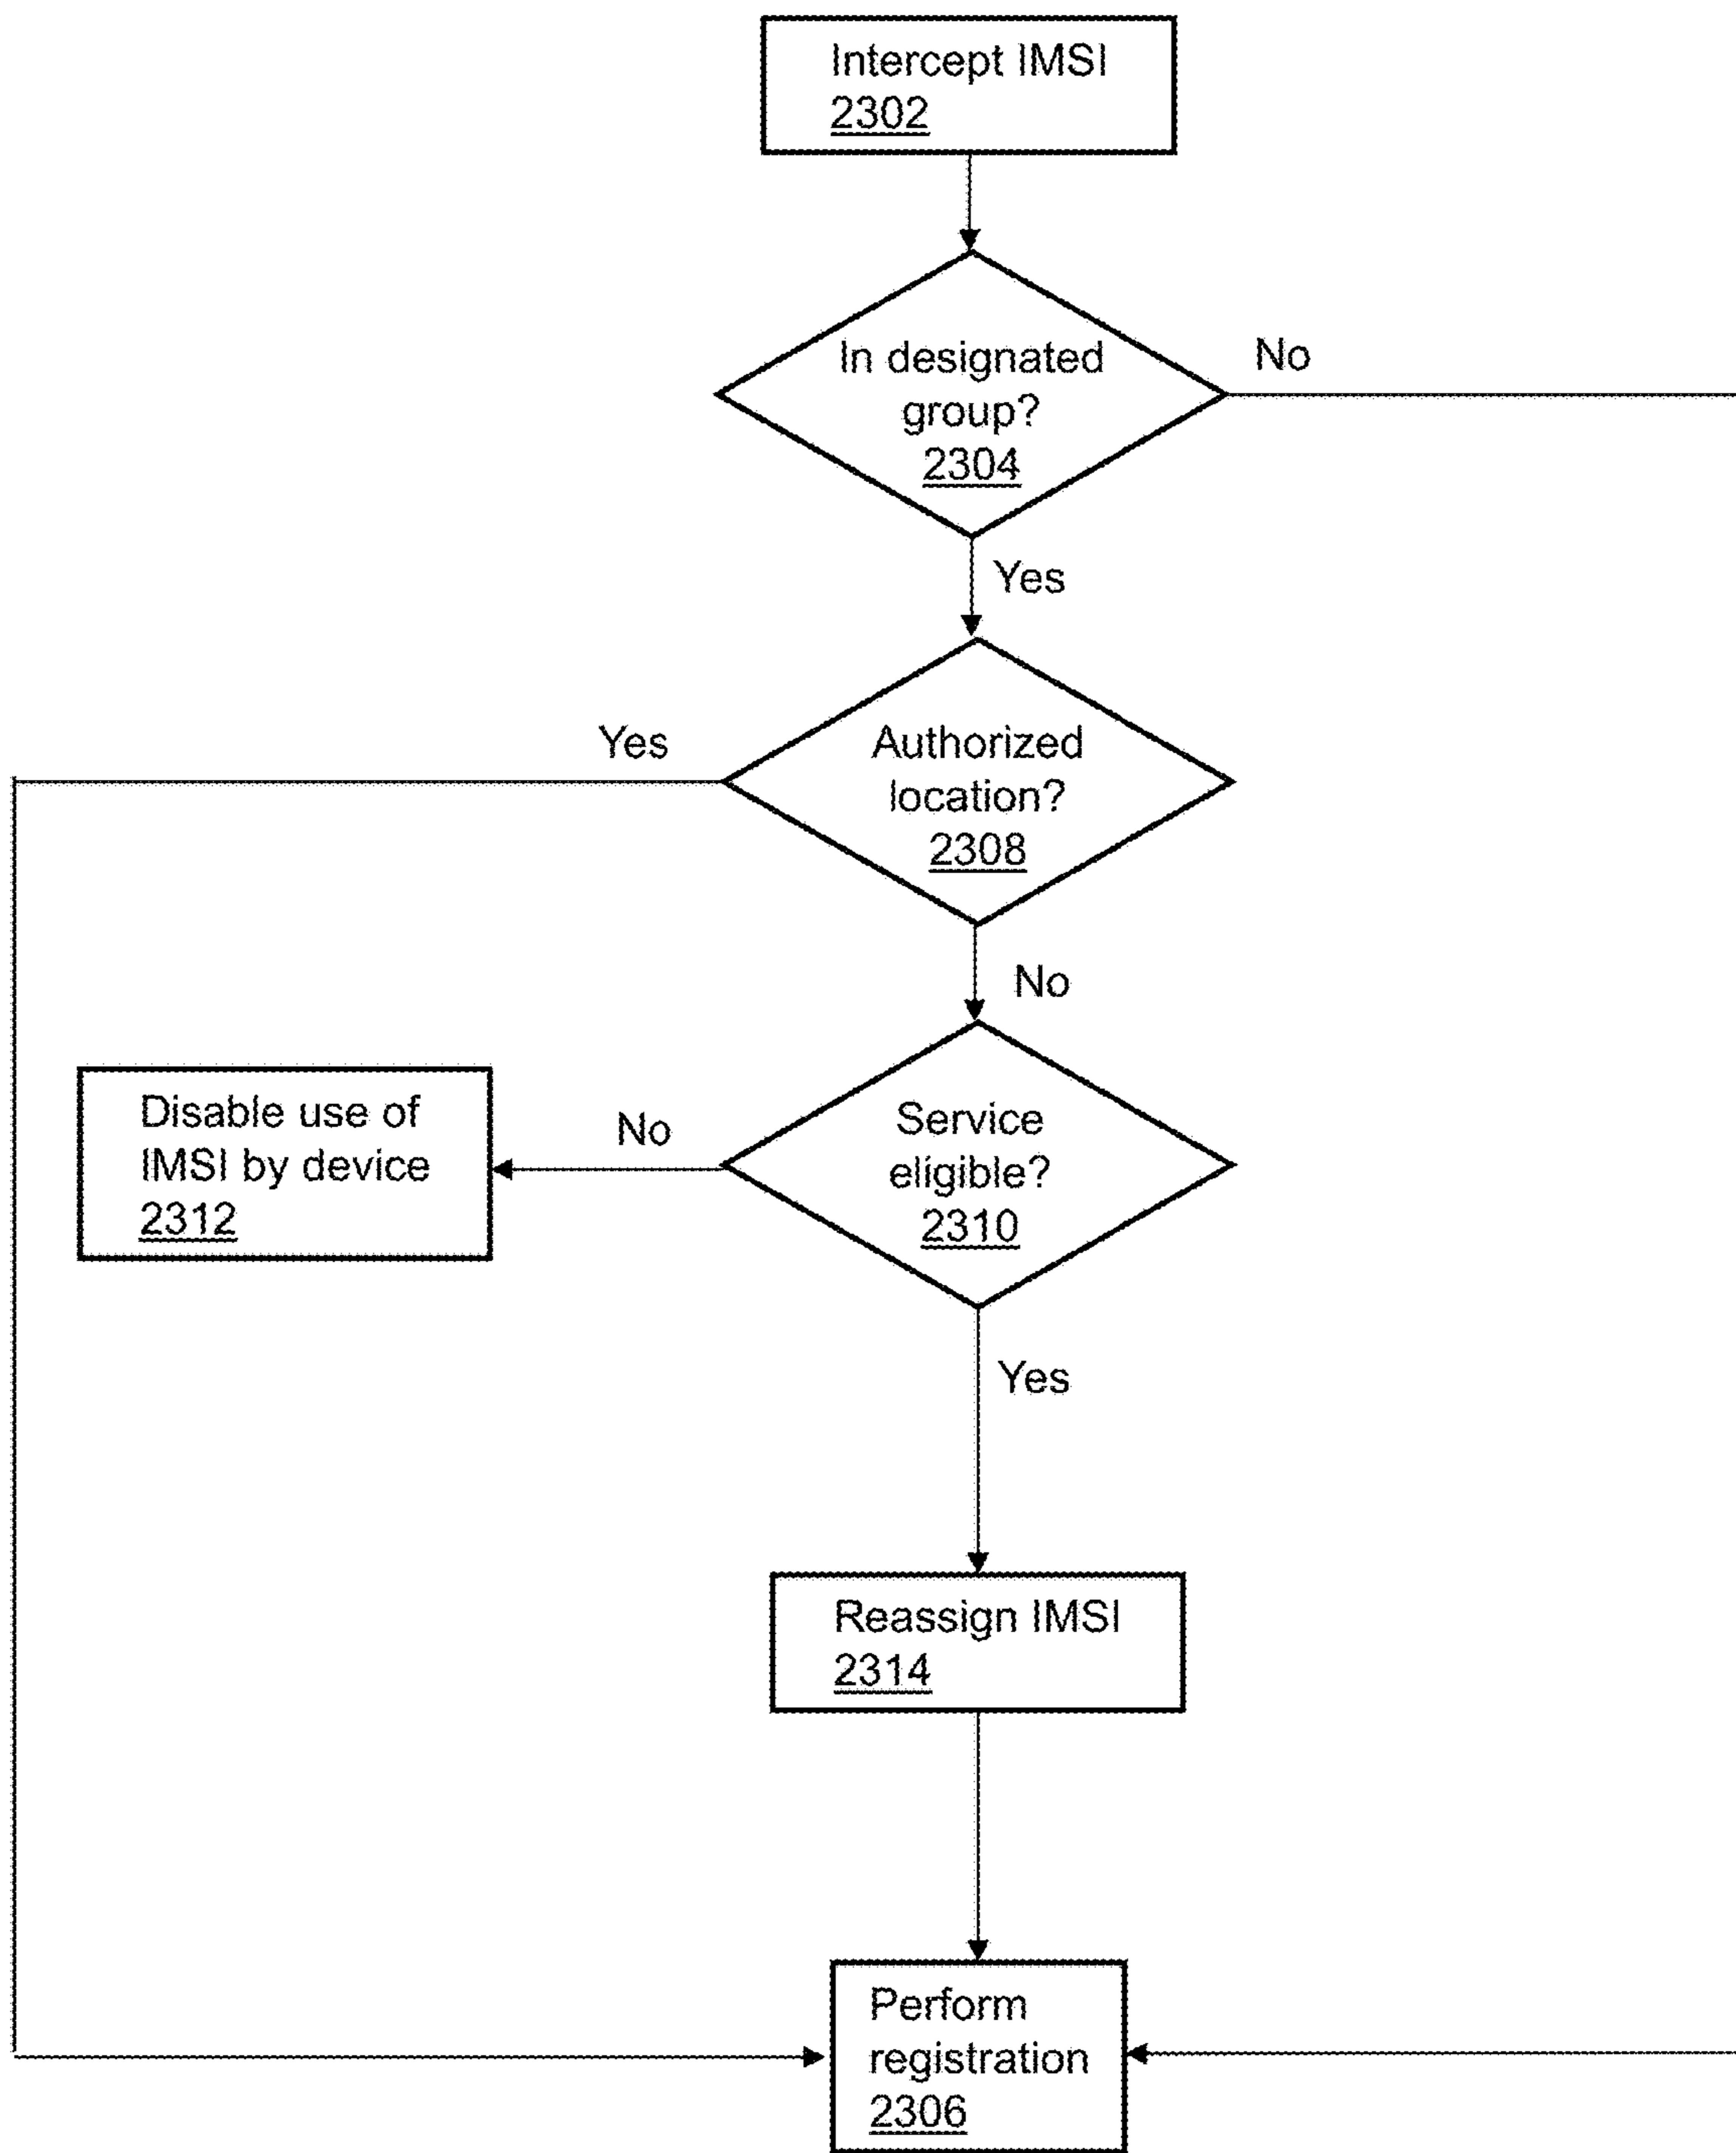 Intercept IMSI
2302
In designated
group?
2304
No
Yes
Authorized
location?
2308
Yes
No
Service
eligible?
2310
No
Disable use of
IMSI by device
2312
Yes
Reassign IMSI
2314
Perform
registration
2306